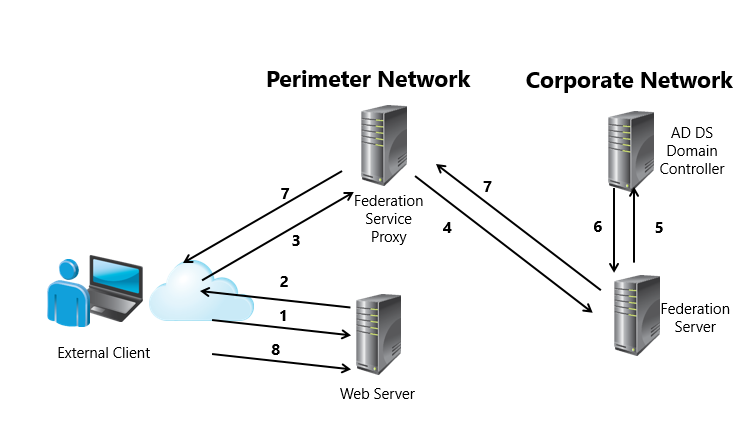 Perimeter Network
Corporate Network
AD DS
Domain
Controller
Federation
Service
Proxy
7
3
4
7
6
5
2
1
8
Federation
Server
External Client
Web Server